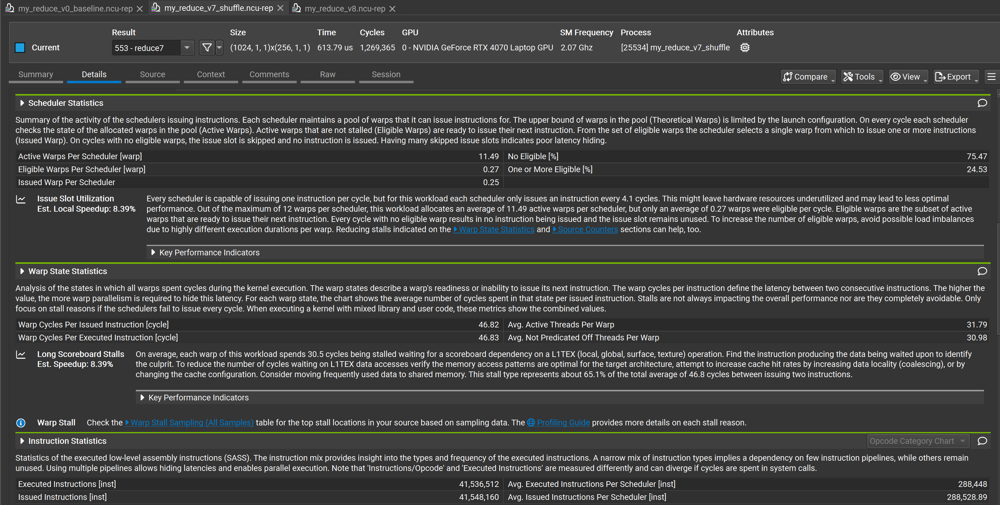 my_reduce_v0_baseline.ncu-rep my_reduce_v7_shuffle.ncu-rep my_reduce_v8.ncu-rep
Result Size Time Cycles GPU SM Frequency Process Attributes
Current 553 - reduce7 (1024, 1, 1)x(256, 1, 1) 613.79 us 1,269,365 0 - NVIDIA GeForce RTX 4070 Laptop GPU 2.07 Ghz [25534] my_reduce_v7_shuffle
Summary Details Source Context Comments Raw Session Compare Tools View Export
Scheduler Statistics
Summary of the activity of the schedulers issuing instructions. Each scheduler maintains a pool of warps that it can issue instructions for. The upper bound of warps in the pool (Theoretical Warps) is limited by the launch configuration. On every cycle each scheduler
checks the state of the allocated warps in the pool (Active Warps). Active warps that are not stalled (Eligible Warps) are ready to issue their next instruction. From the set of eligible warps the scheduler selects a single warp from which to issue one or more instructions
(Issued Warp). On cycles with no eligible warps, the issue slot is skipped and no instruction is issued. Having many skipped issue slots indicates poor latency hiding.
Active Warps Per Scheduler [warp] 11.49 No Eligible [%] 75.47
Eligible Warps Per Scheduler [warp] 0.27 One or More Eligible [%] 24.53
Issued Warp Per Scheduler 0.25
Issue Slot Utilization
Est. Local Speedup: 8.39%
Every scheduler is capable of issuing one instruction per cycle, but for this workload each scheduler only issues an instruction every 4.1 cycles. This might leave hardware resources underutilized and may lead to less optimal
performance. Out of the maximum of 12 warps per scheduler, this workload allocates an average of 11.49 active warps per scheduler, but only an average of 0.27 warps were eligible per cycle. Eligible warps are the subset of active
warps that are ready to issue their next instruction. Every cycle with no eligible warp results in no instruction being issued and the issue slot remains unused. To increase the number of eligible warps, avoid possible load imbalances
due to highly different execution durations per warp. Reducing stalls indicated on the Warp State Statistics and Source Counters sections can help, too.
Key Performance Indicators
Warp State Statistics
Analysis of the states in which all warps spent cycles during the kernel execution. The warp states describe a warp's readiness or inability to issue its next instruction. The warp cycles per instruction define the latency between two consecutive instructions. The higher the
value, the more warp parallelism is required to hide this latency. For each warp state, the chart shows the average number of cycles spent in that state per issued instruction. Stalls are not always impacting the overall performance nor are they completely avoidable. Only
focus on stall reasons if the schedulers fail to issue every cycle. When executing a kernel with mixed library and user code, these metrics show the combined values.
Warp Cycles Per Issued Instruction [cycle] 46.82 Avg. Active Threads Per Warp 31.79
Warp Cycles Per Executed Instruction [cycle] 46.83 Avg. Not Predicated Off Threads Per Warp 30.98
Long Scoreboard Stalls
Est. Speedup: 8.39%
On average, each warp of this workload spends 30.5 cycles being stalled waiting for a scoreboard dependency on a L1TEX (local, global, surface, texture) operation. Find the instruction producing the data being waited upon to identify
the culprit. To reduce the number of cycles waiting on L1TEX data accesses verify the memory access patterns are optimal for the target architecture, attempt to increase cache hit rates by increasing data locality (coalescing), or by
changing the cache configuration. Consider moving frequently used data to shared memory. This stall type represents about 65.1% of the total average of 46.8 cycles between issuing two instructions.
Key Performance Indicators
Warp Stall Check the Warp Stall Sampling (All Samples) table for the top stall locations in your source based on sampling data. The Profiling Guide provides more details on each stall reason.
Instruction Statistics Opcode Category Chart
Statistics of the executed low-level assembly instructions (SASS). The instruction mix provides insight into the types and frequency of the executed instructions. A narrow mix of instruction types implies a dependency on few instruction pipelines, while others remain
unused. Using multiple pipelines allows hiding latencies and enables parallel execution. Note that 'Instructions/Opcode' and 'Executed Instructions' are measured differently and can diverge if cycles are spent in system calls.
Executed Instructions [inst] 41,536,512 Avg. Executed Instructions Per Scheduler [inst] 288,448
Issued Instructions [inst] 41,548,160 Avg. Issued Instructions Per Scheduler [inst] 288,528.89